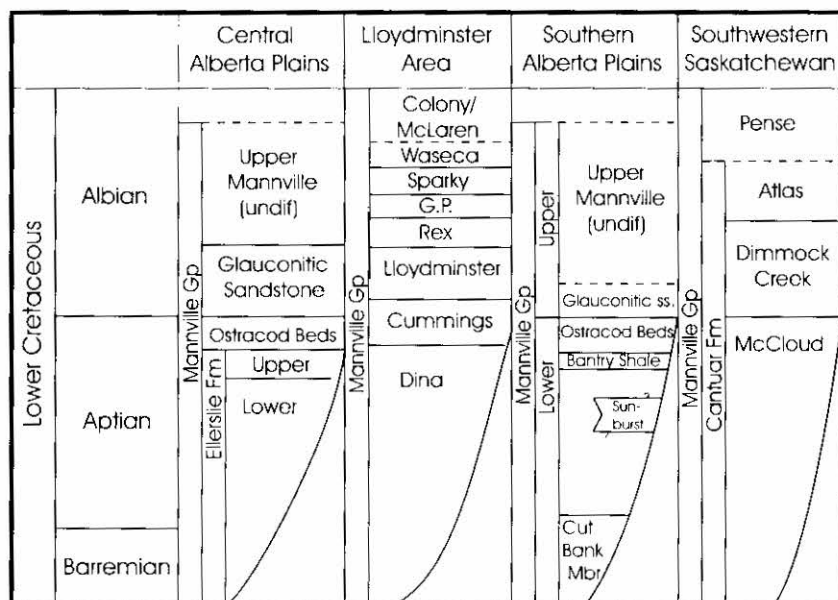 Central
Alberta Plains
Lloydminster
Area
Southern
Alberta Plains
Southwestern
Saskatchewan
Lower Cretaceous
Albian
Aptian
Barremian
Mannville Gp
Ellerslie Fm
Upper
Mannville
(undif)
Glauconitic
Sandstone
Ostracod Beds
Upper
Lower
Mannville Gp
Colony/
McLaren
Waseca
Sparky
G.P.
Rex
Lloydminster
Cummings
Dina
Mannville Gp
Upper
Lower
Upper
Mannville
(undif)
Glauconitic ss.
Ostracod Beds
Bantry Shale
?
Sun-
burst
Cut
Bank
Mbr
Mannville Gp
Cantuar Fm
Pense
Atlas
Dimmock
Creek
McCloud